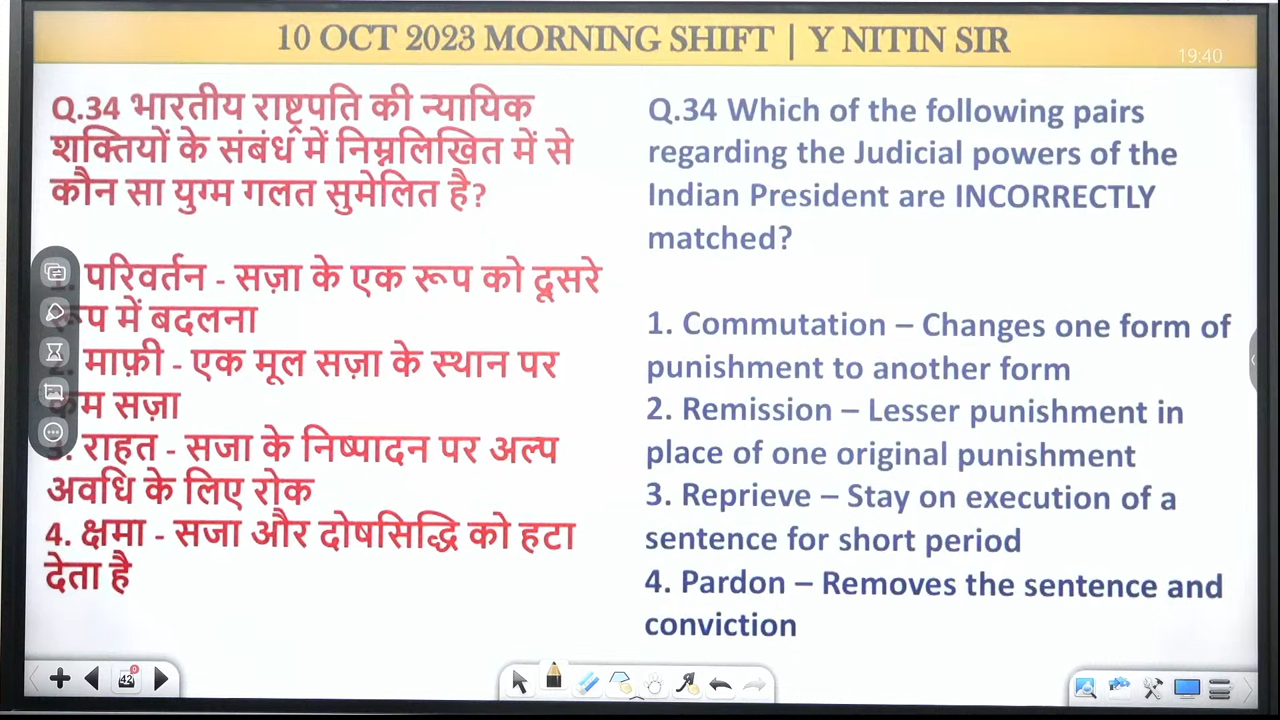 10 OCT 2023 MORNING SHIFT | Y NITIN SIR
19:40
Q.34 भारतीय राष्ट्रपति की न्यायिक
शक्तियों के संबंध में निम्नलिखित में से
कौन सा युग्म गलत सुमेलित है?
परिवर्तन - सज़ा के एक रूप को दूसरे
रूप में बदलना
माफ़ी - एक मूल सज़ा के स्थान पर
सज़ा
3. राहत - सजा के निष्पादन पर अल्प
अवधि के लिए रोक
4. क्षमा - सजा और दोषसिद्धि को हटा
देता है
Q.34 Which of the following pairs
regarding the Judicial powers of the
Indian President are INCORRECTLY
matched?
1. Commutation – Changes one form of
punishment to another form
2. Remission – Lesser punishment in
place of one original punishment
3. Reprieve – Stay on execution of a
sentence for short period
4. Pardon – Removes the sentence and
conviction
42
0